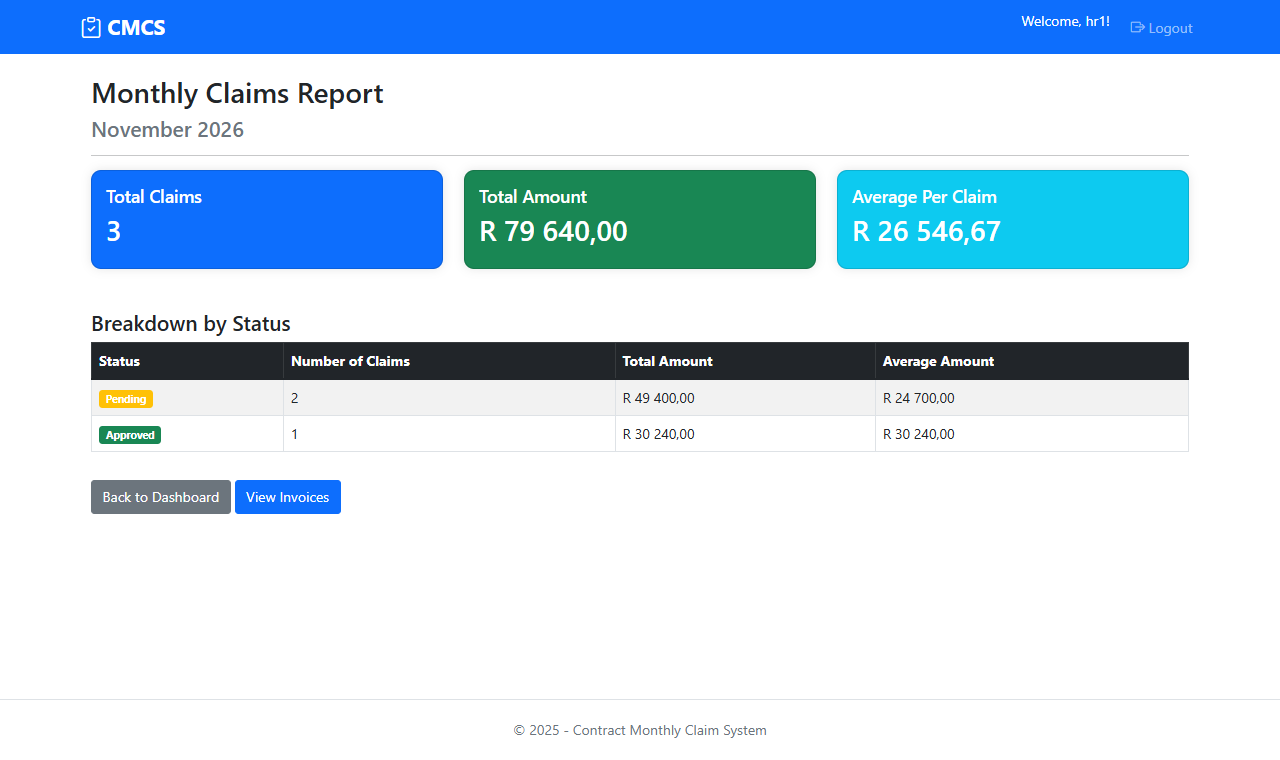 CMCS
Welcome, hr1!
Logout
Monthly Claims Report
November 2026
Total Claims
3
Total Amount
R 79 640,00
Average Per Claim
R 26 546,67
Breakdown by Status
Status Number of Claims Total Amount Average Amount
Pending 2 R 49 400,00 R 24 700,00
Approved 1 R 30 240,00 R 30 240,00
Back to Dashboard View Invoices
© 2025 - Contract Monthly Claim System